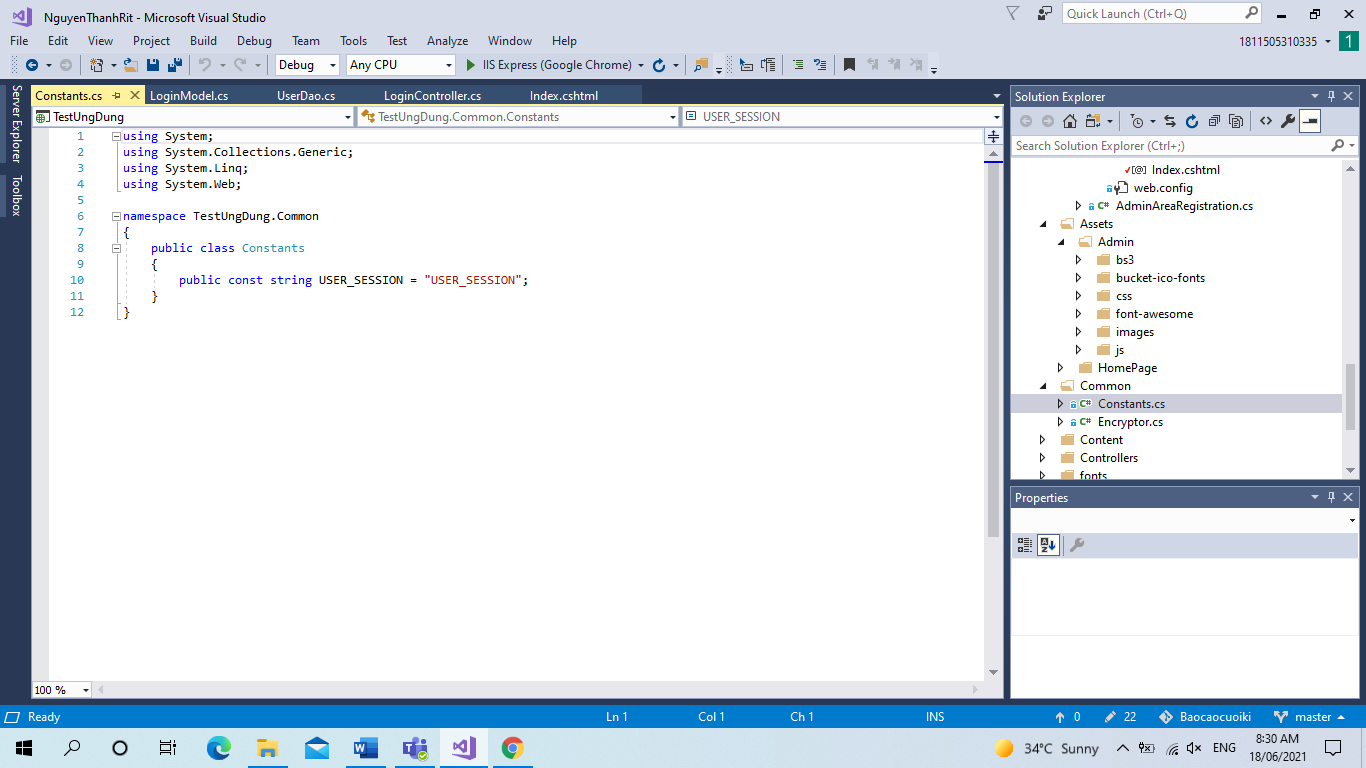 NguyenThanhRit - Microsoft Visual Studio
Quick Launch (Ctrl+Q)
File Edit View Project Build Debug Team Tools Test Analyze Window Help
1811505310335
1
Debug Any CPU IIS Express (Google Chrome)
Server Explorer
Toolbox
Constants.cs LoginModel.cs UserDao.cs LoginController.cs Index.cshtml
TestUngDung TestUngDung.Common.Constants USER_SESSION
1 using System;
2 using System.Collections.Generic;
3 using System.Linq;
4 using System.Web;
5
6 namespace TestUngDung.Common
7 {
8 public class Constants
9 {
10 public const string USER_SESSION = "USER_SESSION";
11 }
12 }
100 %
Solution Explorer
Search Solution Explorer (Ctrl+;)
Index.cshtml
web.config
C# AdminAreaRegistration.cs
Assets
Admin
bs3
bucket-ico-fonts
css
font-awesome
images
js
HomePage
Common
C# Constants.cs
C# Encryptor.cs
Content
Controllers
fonts
Properties
Ready Ln 1 Col 1 Ch 1 INS 0 22 Baocaocuoiki master
34°C Sunny ENG 8:30 AM
18/06/2021